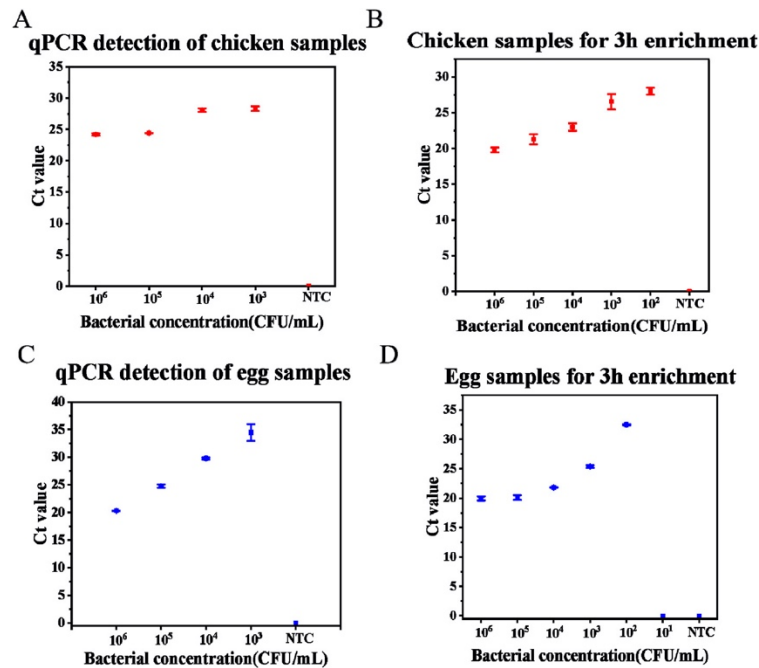 A
qPCR detection of chicken samples
35
30
25
20
15
10
5
0
Ct value
10⁶ 10⁵ 10⁴ 10³ NTC
Bacterial concentration(CFU/mL)
B
Chicken samples for 3h enrichment
30
25
20
15
10
5
0
Ct value
10⁶ 10⁵ 10⁴ 10³ 10² NTC
Bacterial concentration(CFU/mL)
C
qPCR detection of egg samples
40
35
30
25
20
15
10
5
0
Ct value
10⁶ 10⁵ 10⁴ 10³ NTC
Bacterial concentration(CFU/mL)
D
Egg samples for 3h enrichment
35
30
25
20
15
10
5
0
Ct value
10⁶ 10⁵ 10⁴ 10³ 10² 10¹ NTC
Bacterial concentration(CFU/mL)